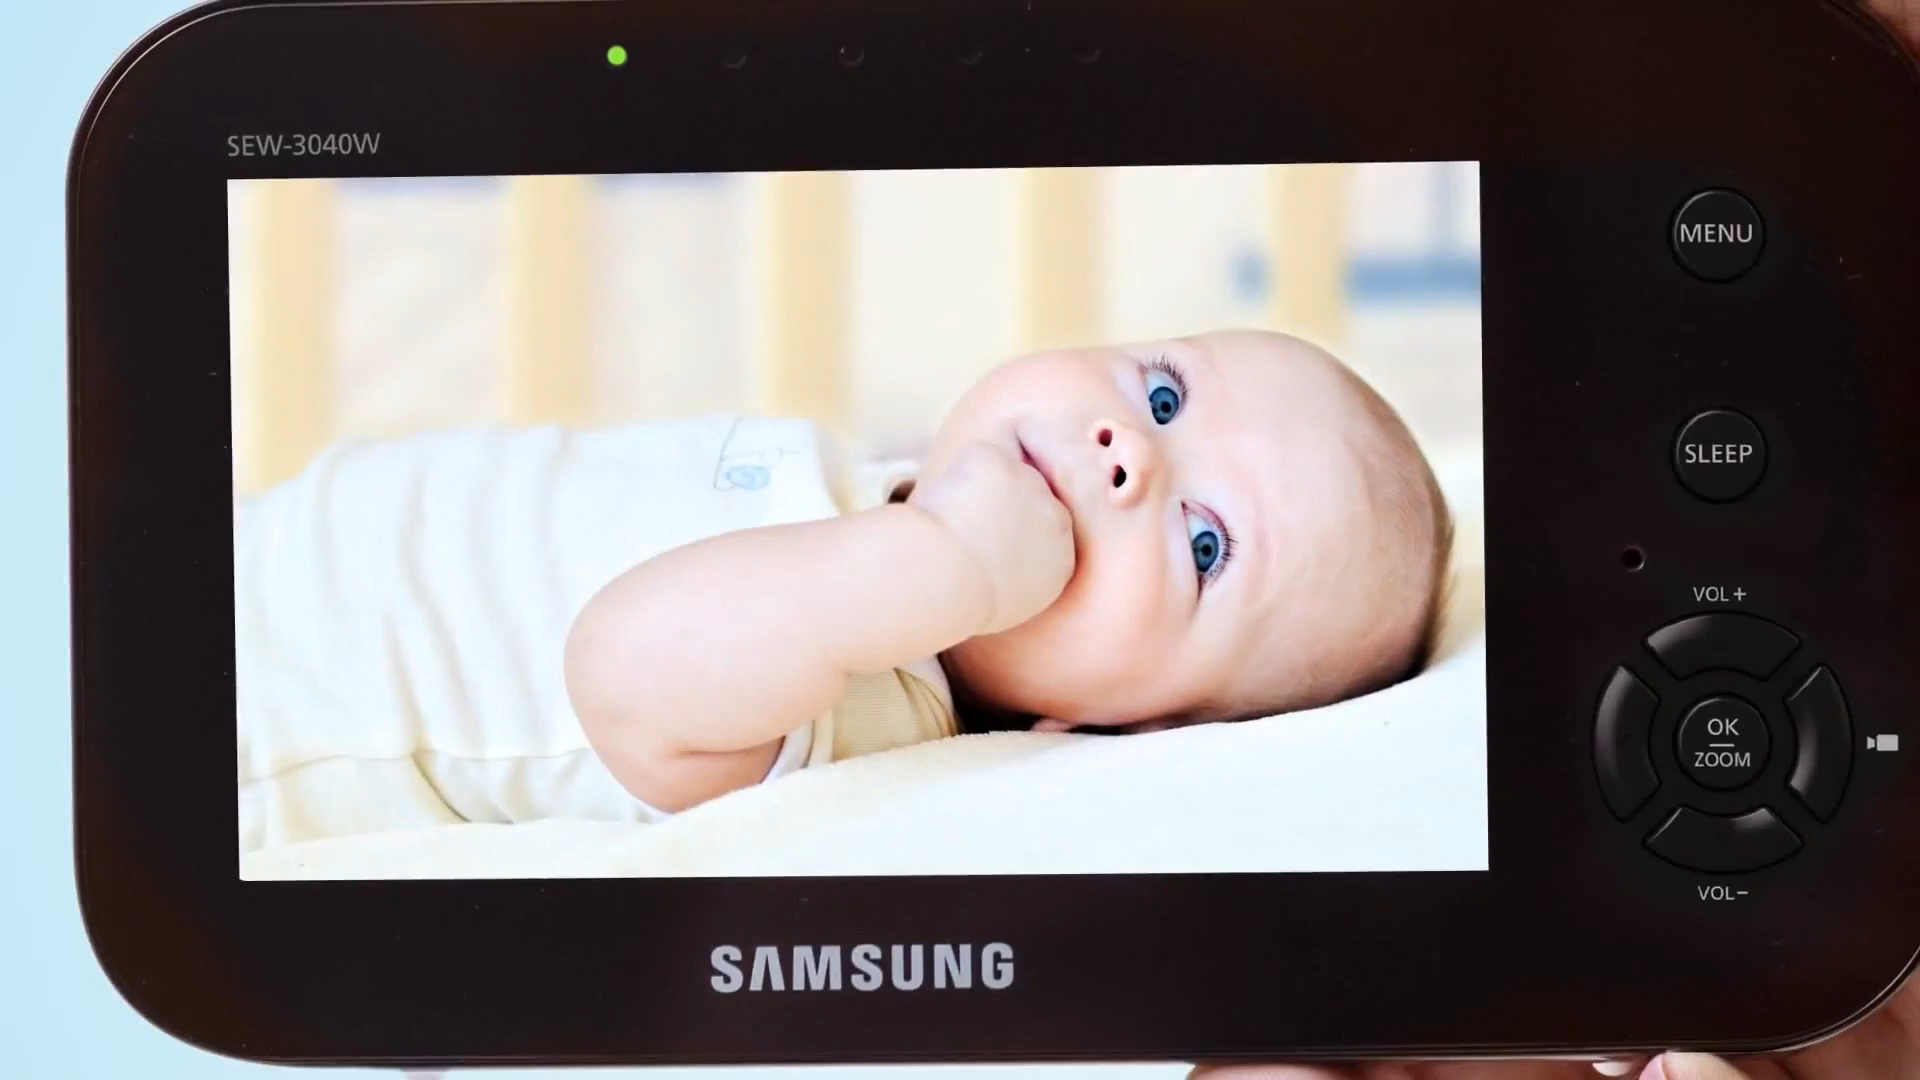 SEW-3040W
MENU
SLEEP
VOL+
OK
ZOOM
VOL–
SAMSUNG